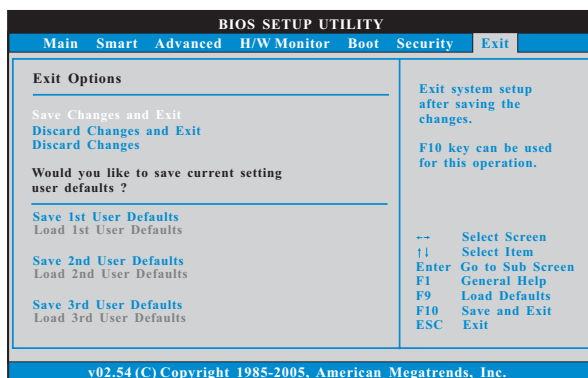 BIOS SETUP UTILITY
Main Smart Advanced H/W Monitor Boot Security Exit
Exit Options
Save Changes and Exit
Discard Changes and Exit
Discard Changes
Would you like to save current setting
user defaults ?
Save 1st User Defaults
Load 1st User Defaults
Save 2nd User Defaults
Load 2nd User Defaults
Save 3rd User Defaults
Load 3rd User Defaults
Exit system setup
after saving the
changes.
F10 key can be used
for this operation.
←→ Select Screen
↑↓ Select Item
Enter Go to Sub Screen
F1 General Help
F9 Load Defaults
F10 Save and Exit
ESC Exit
v02.54 (C) Copyright 1985-2005, American Megatrends, Inc.